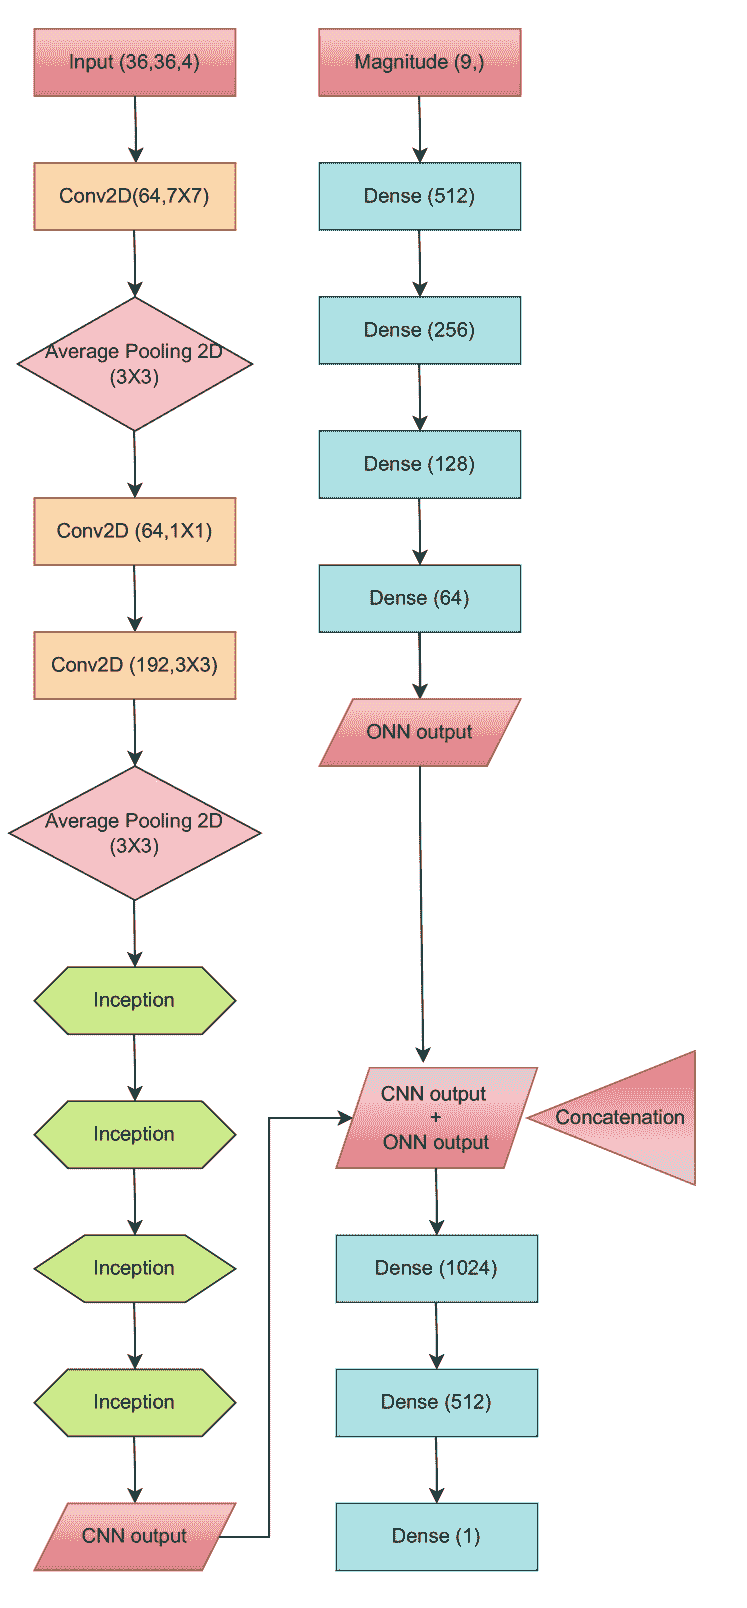 Input (36,36,4)
Conv2D(64,7X7)
Average Pooling 2D
(3X3)
Conv2D (64,1X1)
Conv2D (192,3X3)
Average Pooling 2D
(3X3)
Inception
Inception
Inception
Inception
CNN output
Magnitude (9,)
Dense (512)
Dense (256)
Dense (128)
Dense (64)
ONN output
CNN output
+
ONN output
Concatenation
Dense (1024)
Dense (512)
Dense (1)